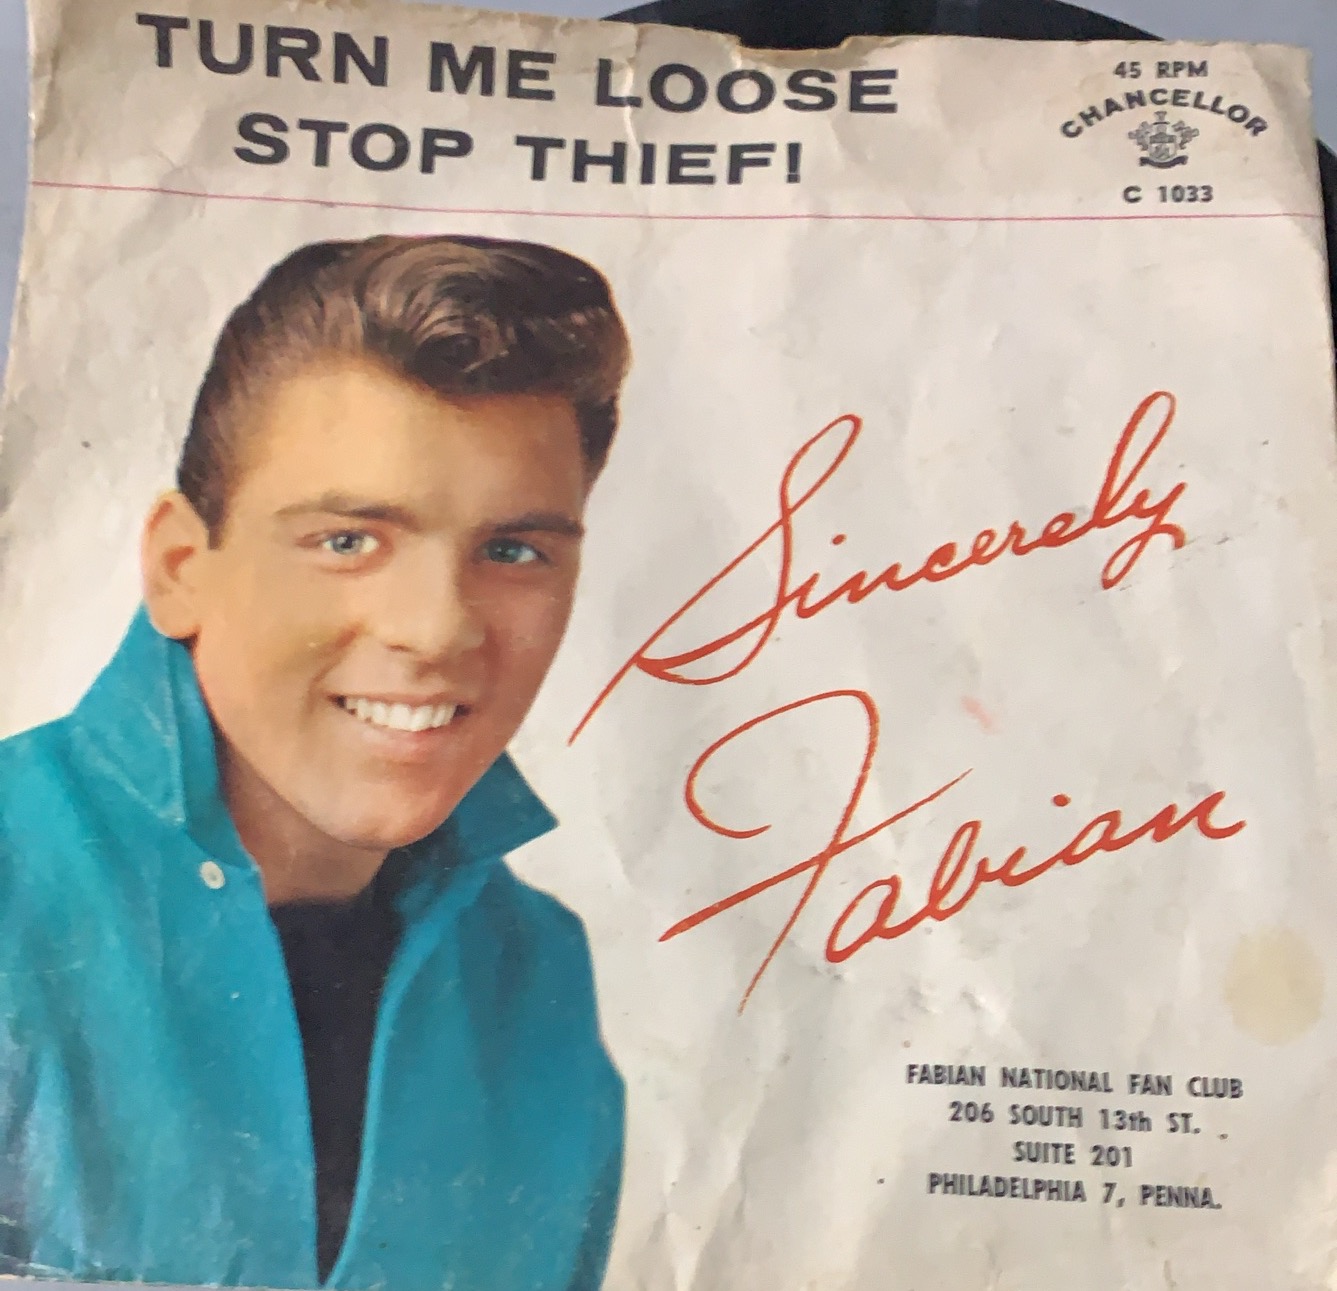 TURN ME LOOSE
STOP THIEF!
45 RPM
CHANCELLOR
C 1033
Sincerely
Fabian
FABIAN NATIONAL FAN CLUB
206 SOUTH 13th ST.
SUITE 201
PHILADELPHIA 7, PENNA.